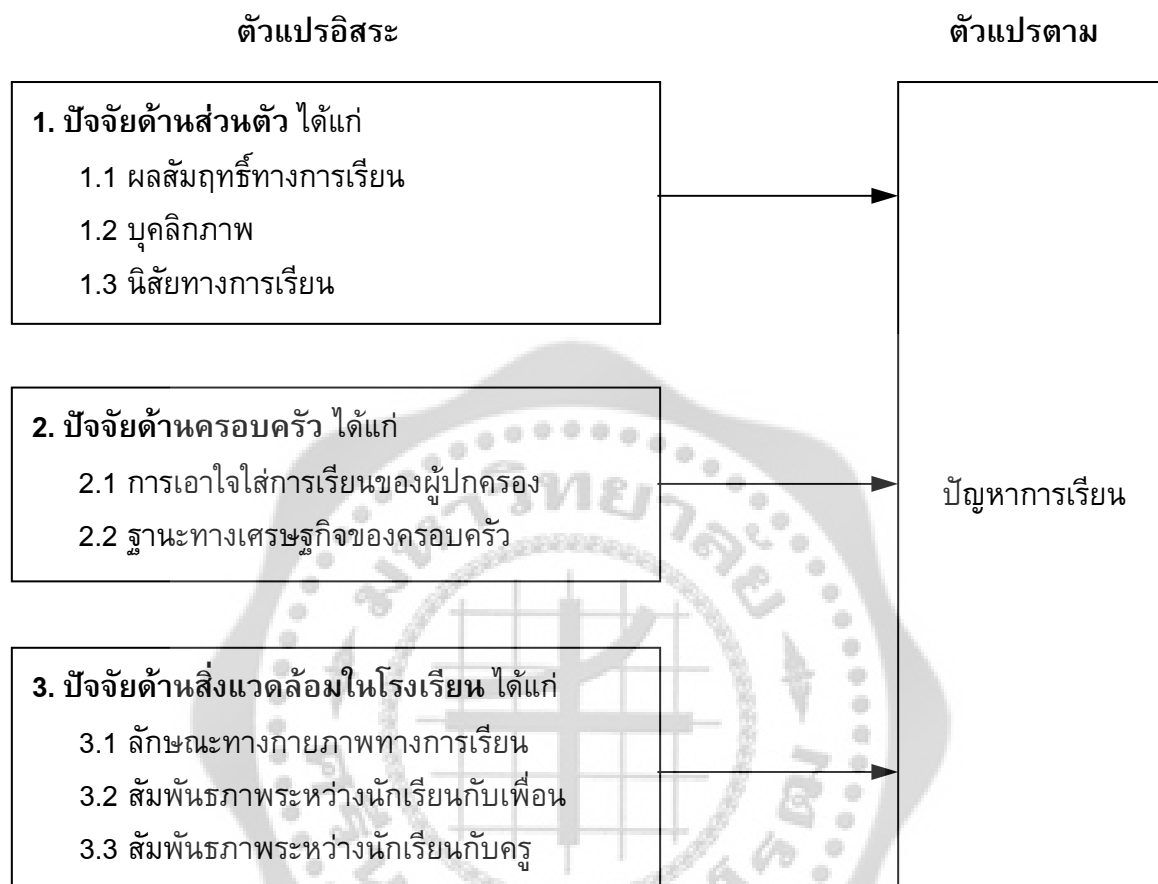 ตัวแปรอิสระ
ตัวแปรตาม
1. ปัจจัยด้านส่วนตัว ได้แก่
1.1 ผลสัมฤทธิ์ทางการเรียน
1.2 บุคลิกภาพ
1.3 นิสัยทางการเรียน
2. ปัจจัยด้านครอบครัว ได้แก่
2.1 การเอาใจใส่การเรียนของผู้ปกครอง
2.2 ฐานะทางเศรษฐกิจของครอบครัว
ปัญหาการเรียน
3. ปัจจัยด้านสิ่งแวดล้อมในโรงเรียน ได้แก่
3.1 ลักษณะทางกายภาพทางการเรียน
3.2 สัมพันธภาพระหว่างนักเรียนกับเพื่อน
3.3 สัมพันธภาพระหว่างนักเรียนกับครู
มหาวิทยาลัย